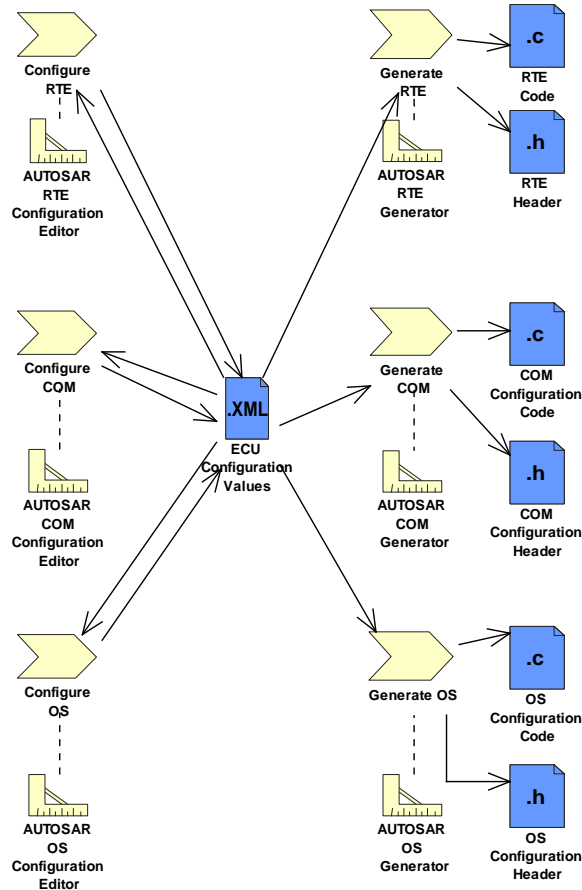 Configure
RTE
AUTOSAR
RTE
Configuration
Editor
Generate
RTE
AUTOSAR
RTE
Generator
.c
RTE
Code
.h
RTE
Header
Configure
COM
AUTOSAR
COM
Configuration
Editor
.XML
ECU
Configuration
Values
Generate
COM
AUTOSAR
COM
Generator
.c
COM
Configuration
Code
.h
COM
Configuration
Header
Configure
OS
AUTOSAR
OS
Configuration
Editor
Generate OS
AUTOSAR
OS
Generator
.c
OS
Configuration
Code
.h
OS
Configuration
Header